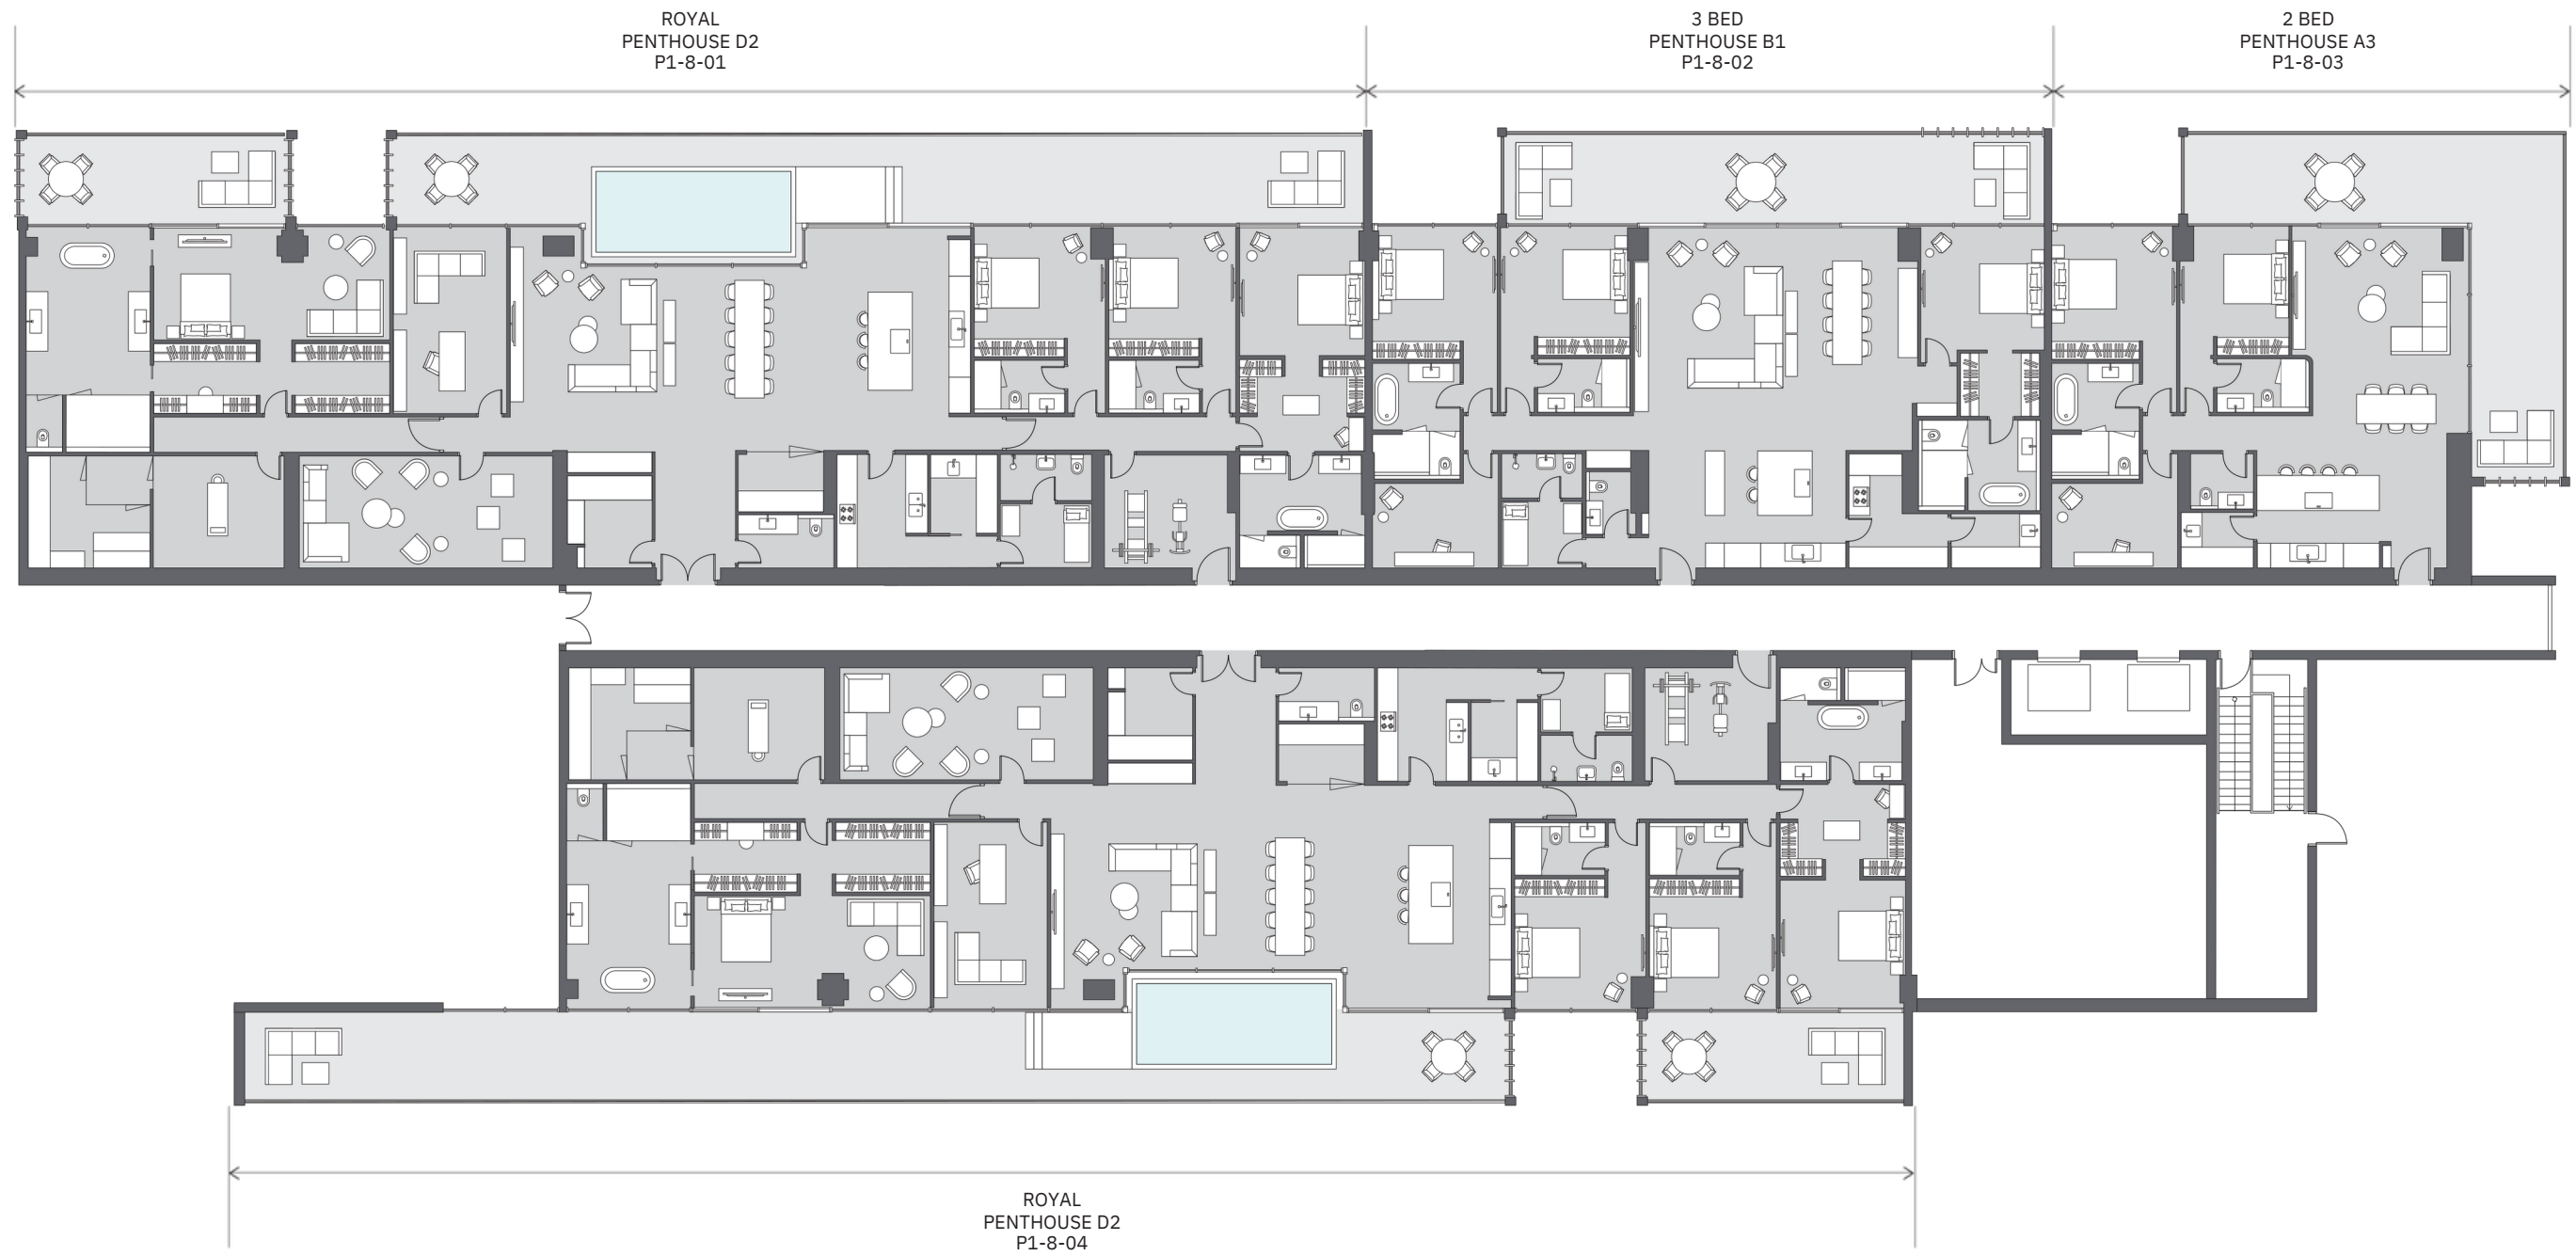 ROYAL
PENTHOUSE D2
P1-8-01
3 BED
PENTHOUSE B1
P1-8-02
2 BED
PENTHOUSE A3
P1-8-03
ROYAL
PENTHOUSE D2
P1-8-04